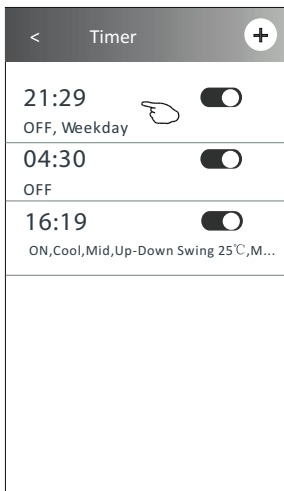 < Timer +
21:29
OFF, Weekday
04:30
OFF
16:19
ON,Cool,Mid,Up-Down Swing 25℃,M...